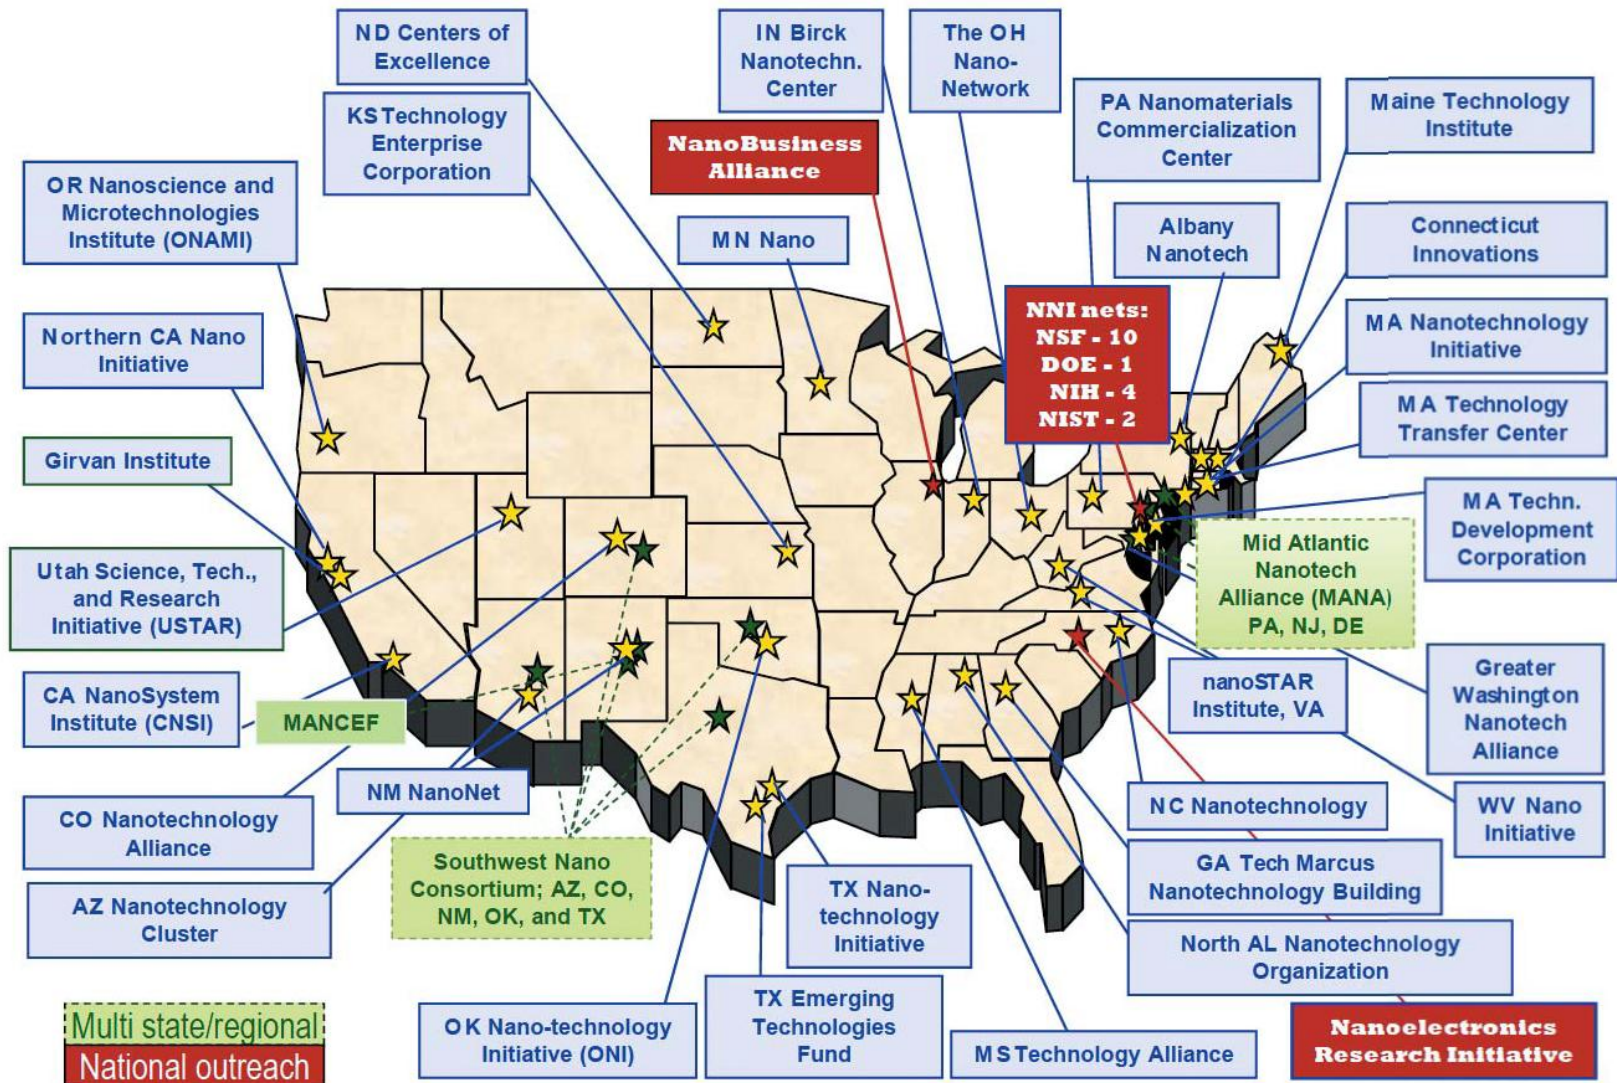 ND Centers of
Excellence
IN Birck
Nanotechn.
Center
The OH
Nano-
Network
PA Nanomaterials
Commercialization
Center
Maine Technology
Institute
KS Technology
Enterprise
Corporation
NanoBusiness
Alliance
OR Nanoscience and
Microtechnologies
Institute (ONAMI)
MN Nano
Albany
Nanotech
Connecticut
Innovations
Northern CA Nano
Initiative
NNI nets:
NSF - 10
DOE - 1
NIH - 4
NIST - 2
MA Nanotechnology
Initiative
MA Technology
Transfer Center
Girvan Institute
MA Techn.
Development
Corporation
Utah Science, Tech.,
and Research
Initiative (USTAR)
Mid Atlantic
Nanotech
Alliance (MANA)
PA, NJ, DE
CA NanoSystem
Institute (CNSI)
MANCEF
nanoSTAR
Institute, VA
Greater
Washington
Nanotech
Alliance
NM NanoNet
NC Nanotechnology
WV Nano
Initiative
CO Nanotechnology
Alliance
Southwest Nano
Consortium; AZ, CO,
NM, OK, and TX
GA Tech Marcus
Nanotechnology Building
AZ Nanotechnology
Cluster
TX Nano-
technology
Initiative
North AL Nanotechnology
Organization
OK Nano-technology
Initiative (ONI)
TX Emerging
Technologies
Fund
MS Technology Alliance
Nanoelectronics
Research Initiative
Multi state/regional
National outreach